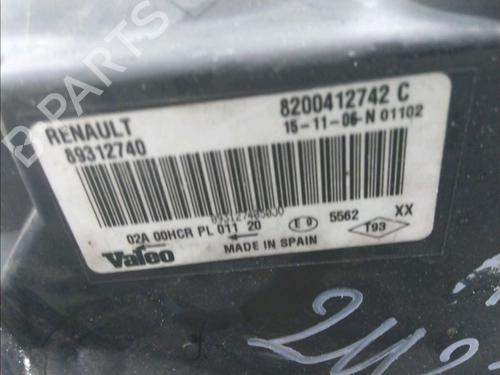 B PARTS
RENAULT
8200412742 C
89312740
15-11-06-N 01102
02A 00HCR PL 011 20
E 9
5562
XX
Valeo
MADE IN SPAIN
T93